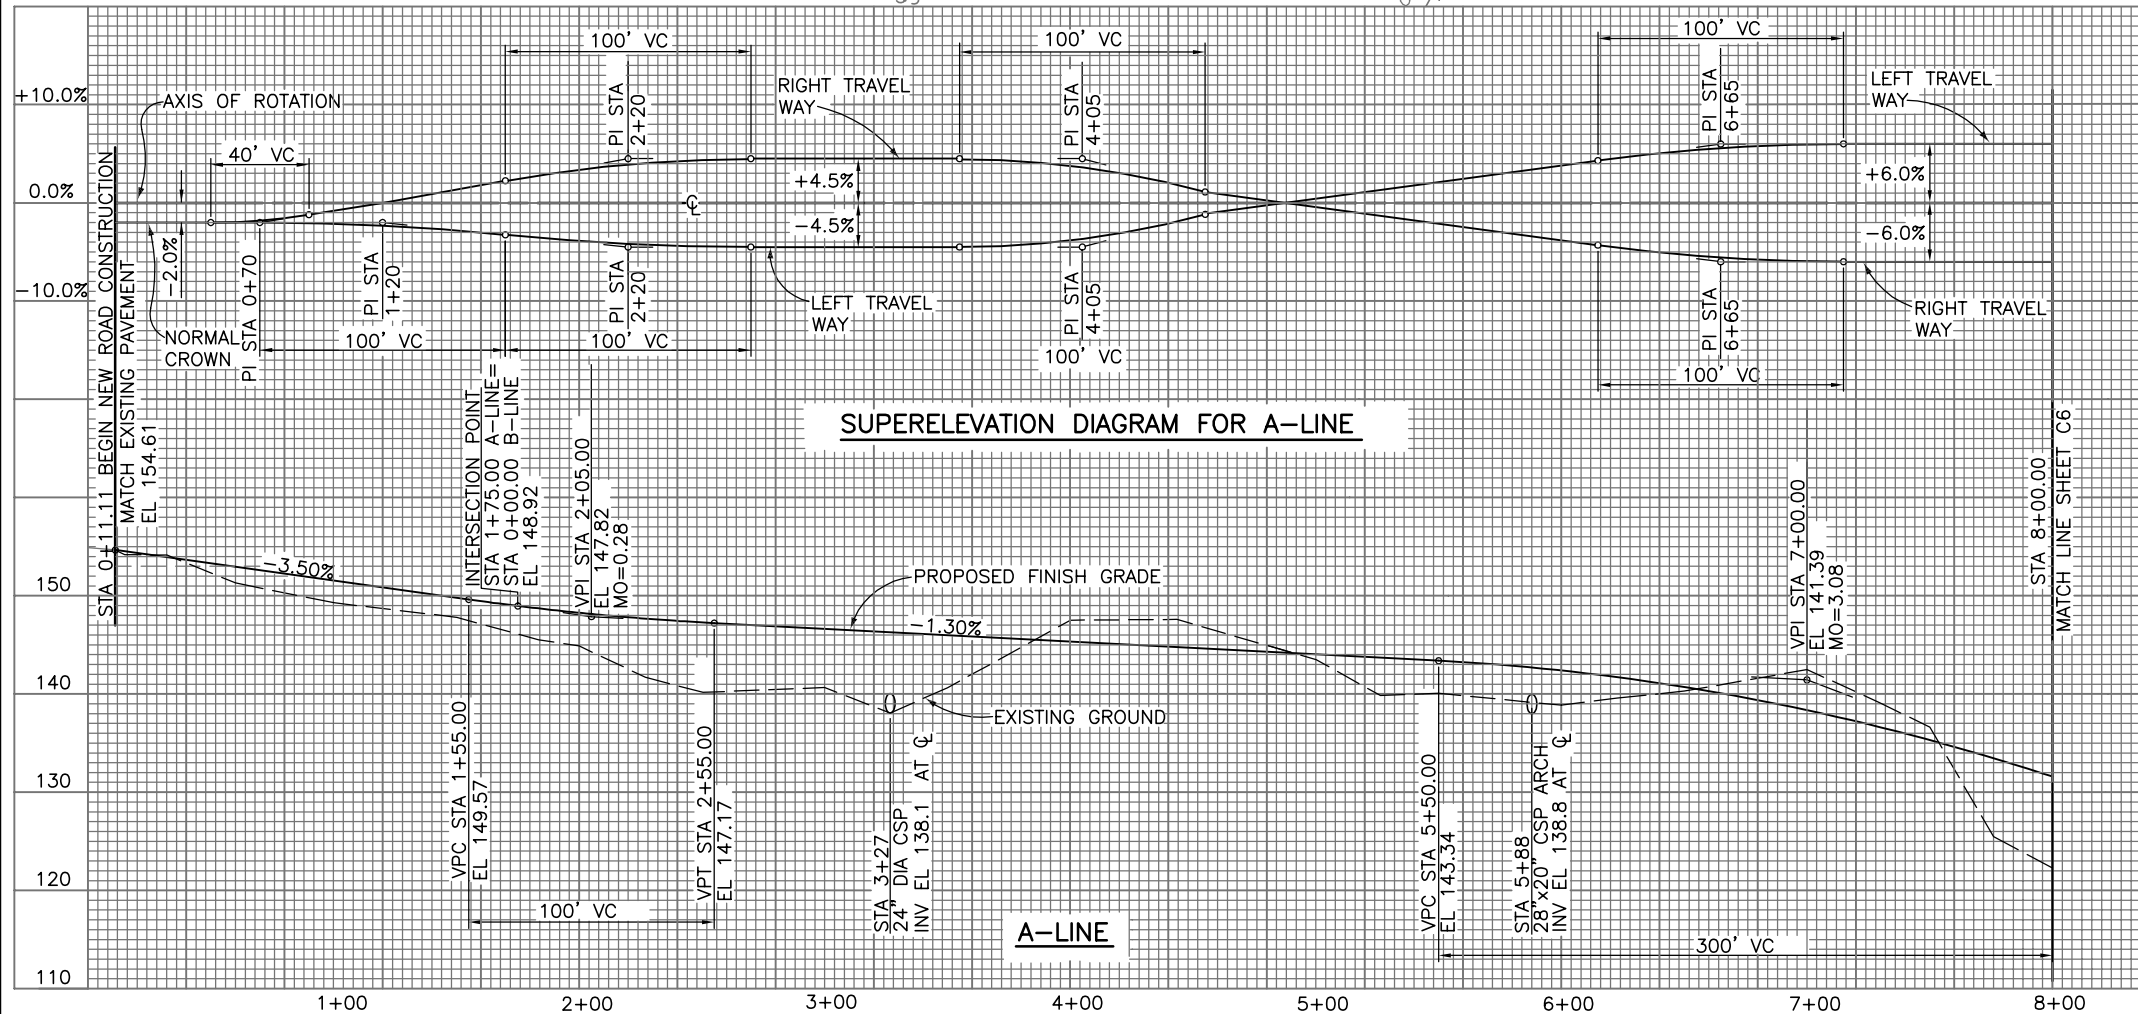 100' VC
100' VC
100' VC
+10.0%
AXIS OF ROTATION
40' VC
0.0%
-2.0%
-10.0%
NORMAL
CROWN
PI STA 0+70
PI STA
1+20
100' VC
100' VC
PI STA
2+20
PI STA
2+20
RIGHT TRAVEL
WAY
+4.5%
-4.5%
℄
LEFT TRAVEL
WAY
PI STA
4+05
PI STA
4+05
100' VC
PI STA
6+65
PI STA
6+65
100' VC
LEFT TRAVEL
WAY
+6.0%
-6.0%
RIGHT TRAVEL
WAY
SUPERELEVATION DIAGRAM FOR A-LINE
STA 0+11.11 BEGIN NEW ROAD CONSTRUCTION
MATCH EXISTING PAVEMENT
EL 154.61
-3.50%
INTERSECTION POINT
STA 1+75.00 A-LINE=
STA 0+00.00 B-LINE
EL 148.92
VPI STA 2+05.00
EL 147.82
MO=0.28
PROPOSED FINISH GRADE
-1.30%
EXISTING GROUND
VPI STA 7+00.00
EL 141.39
MO=3.08
STA 8+00.00
MATCH LINE SHEET C6
VPC STA 1+55.00
EL 149.57
VPT STA 2+55.00
EL 147.17
100' VC
STA 3+27
24" DIA CSP
INV EL 138.1 AT ℄
VPC STA 5+50.00
EL 143.34
STA 5+88
28"x20" CSP ARCH
INV EL 138.8 AT ℄
300' VC
A-LINE
150
140
130
120
110
1+00
2+00
3+00
4+00
5+00
6+00
7+00
8+00